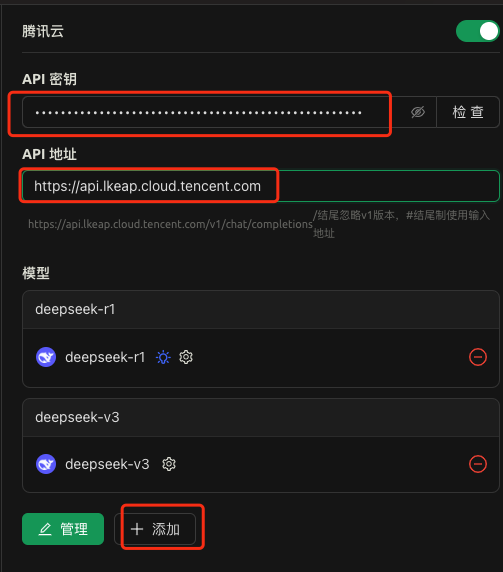 腾讯云
API 密钥
••••••••••••••••••••••••••••••••••••••••••••••••••• 检 查
API 地址
https://api.lkeap.cloud.tencent.com
https://api.lkeap.cloud.tencent.com/v1/chat/completions/结尾忽略v1版本，#结尾制使用输入
地址
模型
deepseek-r1
deepseek-r1
deepseek-v3
deepseek-v3
管理 添加